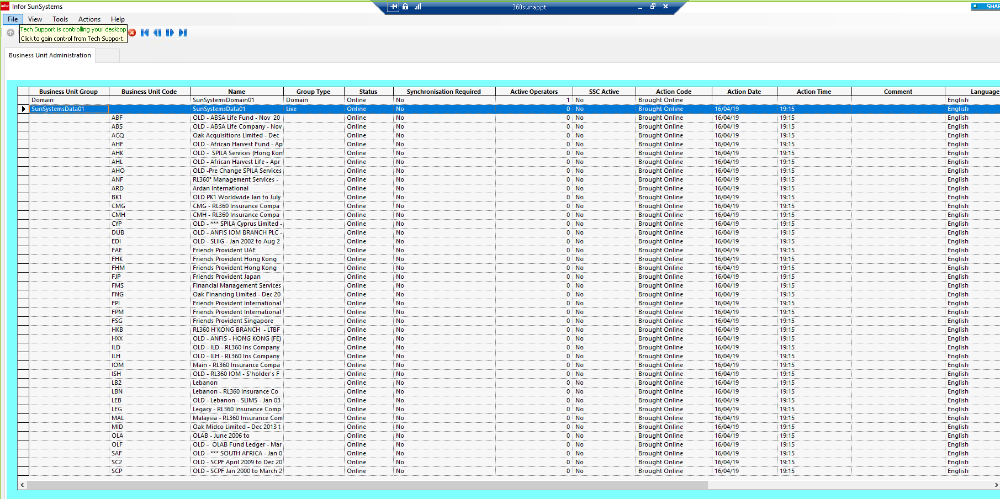 infor Infor SunSystems 360sunappt SHAR
File View Tools Actions Help
Tech Support is controlling your desktop
Click to gain control from Tech Support.
Business Unit Administration
Business Unit Group Business Unit Code Name Group Type Status Synchronisation Required Active Operators SSC Active Action Code Action Date Action Time Comment Language
Domain SunSystemsDomain01 Domain Online No 1 No Brought Online English
SunSystemsData01 SunSystemsData01 Live Online No 0 No Brought Online 16/04/19 19:15 English
ABF OLD - ABSA Life Fund - Nov 20 Online No 0 No Brought Online 16/04/19 19:15 English
ABS OLD - ABSA Life Company - Nov Online No 0 No Brought Online 16/04/19 19:15 English
ACQ Oak Acquisitions Limited - Dec Online No 0 No Brought Online 16/04/19 19:15 English
AHF OLD - African Harvest Fund - Ap Online No 0 No Brought Online 16/04/19 19:15 English
AHK OLD - SPILA Services (Hong Kon Online No 0 No Brought Online 16/04/19 19:15 English
AHL OLD - African Harvest Life - Apr Online No 0 No Brought Online 16/04/19 19:15 English
AHO OLD -Pre Change SPILA Services Online No 0 No Brought Online 16/04/19 19:15 English
ANF RL360° Management Services - Online No 0 No Brought Online 16/04/19 19:15 English
ARD Ardan International Online No 0 No Brought Online 16/04/19 19:15 English
BK1 OLD PK1 Worldwide Jan to July Online No 0 No Brought Online 16/04/19 19:15 English
CMG CMG - RL360 Insurance Compa Online No 0 No Brought Online 16/04/19 19:15 English
CMH CMH - RL360 Insurance Compa Online No 0 No Brought Online 16/04/19 19:15 English
CYP OLD - *** SPILA Cyprus Limited - Online No 0 No Brought Online 16/04/19 19:15 English
DUB OLD - ANFIS IOM BRANCH PLC - Online No 0 No Brought Online 16/04/19 19:15 English
EDI OLD - SLIIG - Jan 2002 to Aug 2 Online No 0 No Brought Online 16/04/19 19:15 English
FAE Friends Provident UAE Online No 0 No Brought Online 16/04/19 19:15 English
FHK Friends Provident Hong Kong Online No 0 No Brought Online 16/04/19 19:15 English
FHM Friends Provident Hong Kong Online No 0 No Brought Online 16/04/19 19:15 English
FJP Friends Provident Japan Online No 0 No Brought Online 16/04/19 19:15 English
FMS Financial Management Services Online No 0 No Brought Online 16/04/19 19:15 English
FNG Oak Financing Limited - Dec 20 Online No 0 No Brought Online 16/04/19 19:15 English
FPI Friends Provident International Online No 0 No Brought Online 16/04/19 19:15 English
FPM Friends Provident International Online No 0 No Brought Online 16/04/19 19:15 English
FSG Friends Provident Singapore Online No 0 No Brought Online 16/04/19 19:15 English
HKB RL360 H'KONG BRANCH - LTBF Online No 0 No Brought Online 16/04/19 19:15 English
HXX OLD - ANFIS - HONG KONG (FE) Online No 0 No Brought Online 16/04/19 19:15 English
ILD OLD - ILD - RL360 Ins Company Online No 0 No Brought Online 16/04/19 19:15 English
ILH OLD - ILH - RL360 Ins Company Online No 0 No Brought Online 16/04/19 19:15 English
IOM Main - RL360 Insurance Compa Online No 0 No Brought Online 16/04/19 19:15 English
ISH OLD - RL360 IOM - S'holder's F Online No 0 No Brought Online 16/04/19 19:15 English
LB2 Lebanon Online No 0 No Brought Online 16/04/19 19:15 English
LBN Lebanon - RL360 Insurance Co Online No 0 No Brought Online 16/04/19 19:15 English
LEB OLD - Lebanon - SLIMS - Jan 03 Online No 0 No Brought Online 16/04/19 19:15 English
LEG Legacy - RL360 Insurance Comp Online No 0 No Brought Online 16/04/19 19:15 English
MAL Malaysia - RL360 Insurance Com Online No 0 No Brought Online 16/04/19 19:15 English
MID Oak Midco Limited - Dec 2013 t Online No 0 No Brought Online 16/04/19 19:15 English
OLA OLAB - June 2006 to Online No 0 No Brought Online 16/04/19 19:15 English
OLF OLD - OLAB Fund Ledger - Mar Online No 0 No Brought Online 16/04/19 19:15 English
SAF OLD - *** SOUTH AFRICA - Jan 0 Online No 0 No Brought Online 16/04/19 19:15 English
SC2 OLD - SCPF April 2009 to Dec 20 Online No 0 No Brought Online 16/04/19 19:15 English
SCP OLD - SCPF Jan 2000 to March 2 Online No 0 No Brought Online 16/04/19 19:15 English